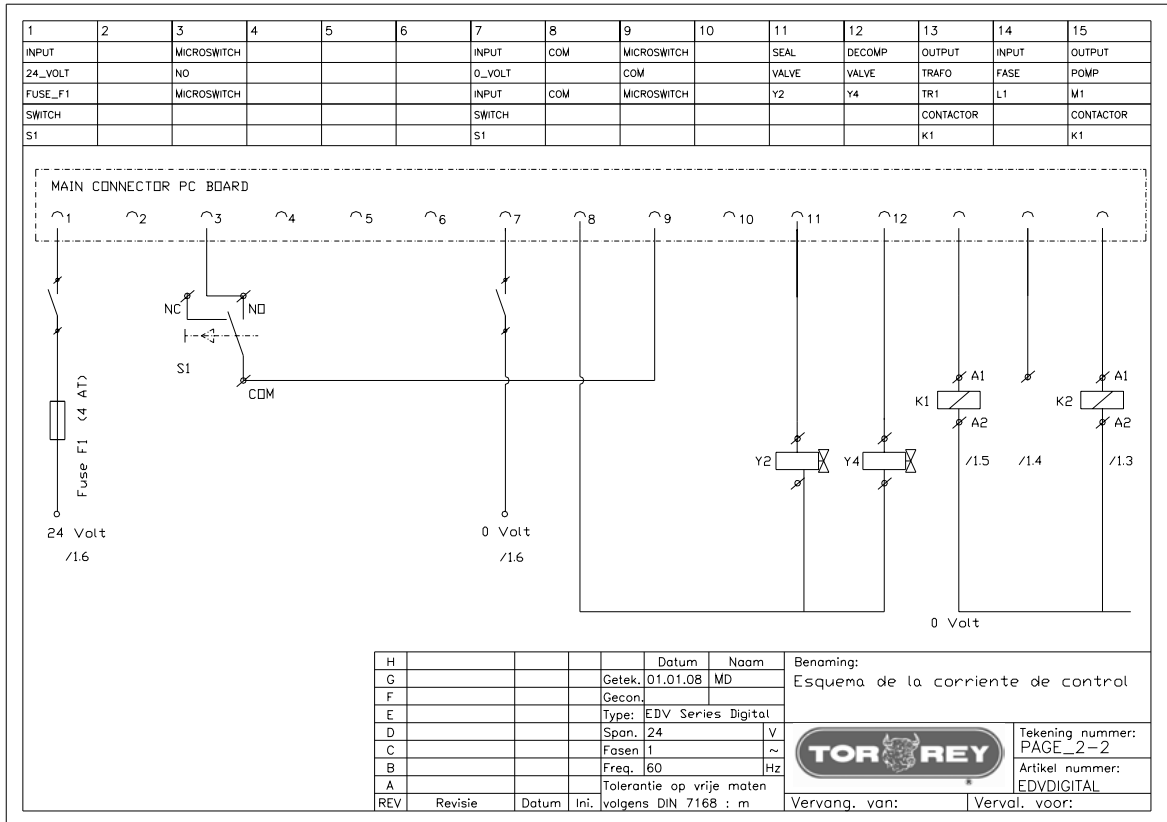 1 2 3 4 5 6 7 8 9 10 11 12 13 14 15
INPUT MICROSWITCH INPUT COM MICROSWITCH SEAL DECOMP OUTPUT INPUT OUTPUT
24_VOLT NO 0_VOLT COM VALVE VALVE TRAFO FASE POMP
FUSE_F1 MICROSWITCH INPUT COM MICROSWITCH Y2 Y4 TR1 L1 M1
SWITCH SWITCH CONTACTOR CONTACTOR
S1 S1 K1 K1
MAIN CONNECTOR PC BOARD
1 2 3 4 5 6 7 8 9 10 11 12
NC NO
S1
COM
Fuse F1 (4 AT)
K1 A1 K2 A1
A2 A2
Y2 Y4 /1.5 /1.4 /1.3
24 Volt 0 Volt
/1.6 /1.6
0 Volt
H Datum Naam
G Getek. 01.01.08 MD
F Gecon.
E Type: EDV Series Digital
D Span. 24 V
C Fasen 1 ~
B Freq. 60 Hz
A Tolerantie op vrije maten
REV Revisie Datum Ini. volgens DIN 7168 : m
Benaming:
Esquema de la corriente de control
TORREY
®
Tekening nummer:
PAGE_2-2
Artikel nummer:
EDVDIGITAL
Vervang. van: Verval. voor: